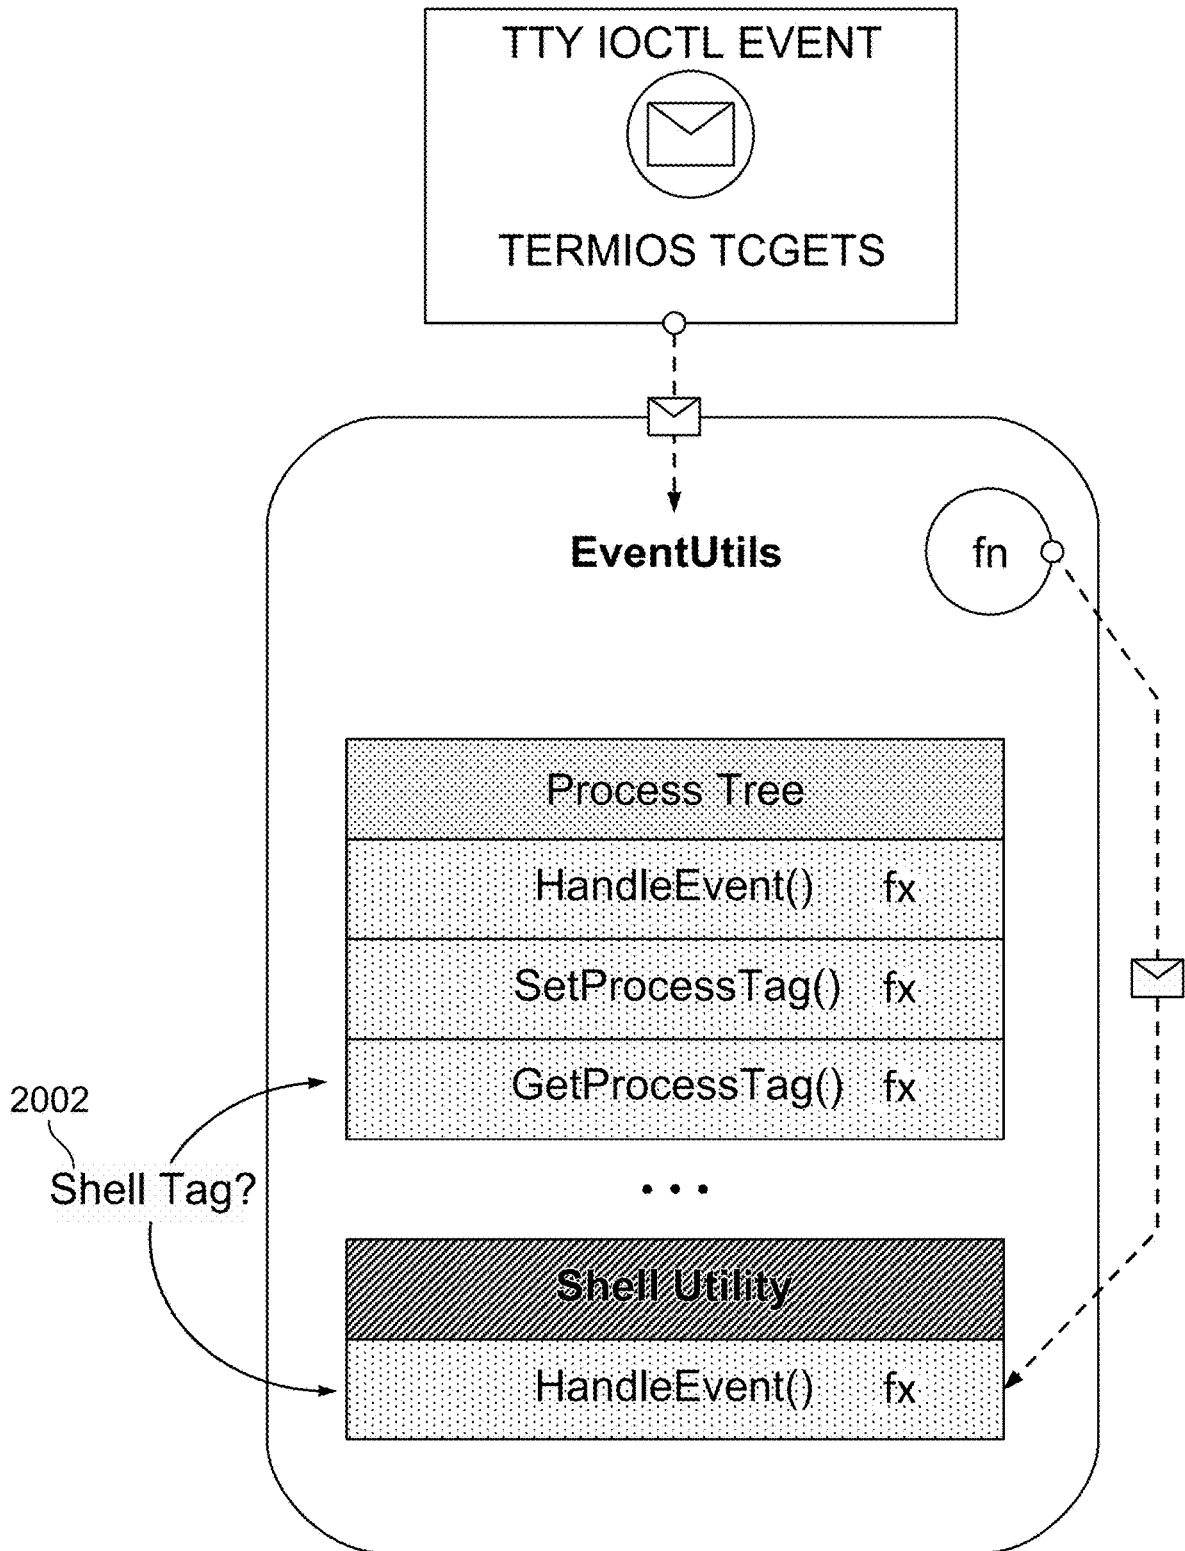 TTY IOCTL EVENT
TERMIOS TCGETS
EventUtils
fn
Process Tree
HandleEvent() fx
SetProcessTag() fx
GetProcessTag() fx
2002
Shell Tag?
...
Shell Utility
HandleEvent() fx